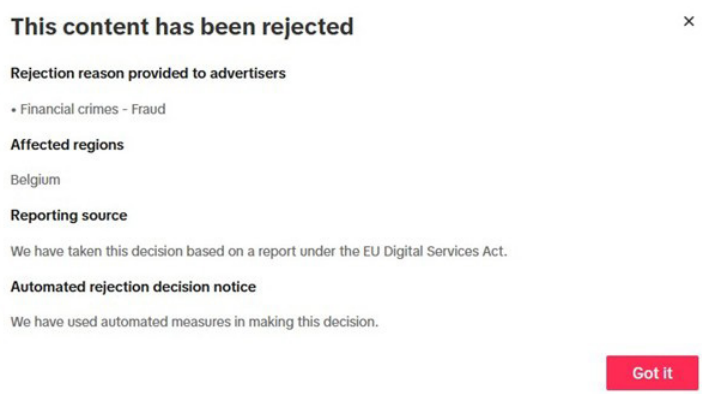 This content has been rejected
Rejection reason provided to advertisers
• Financial crimes - Fraud
Affected regions
Belgium
Reporting source
We have taken this decision based on a report under the EU Digital Services Act.
Automated rejection decision notice
We have used automated measures in making this decision.
Got it